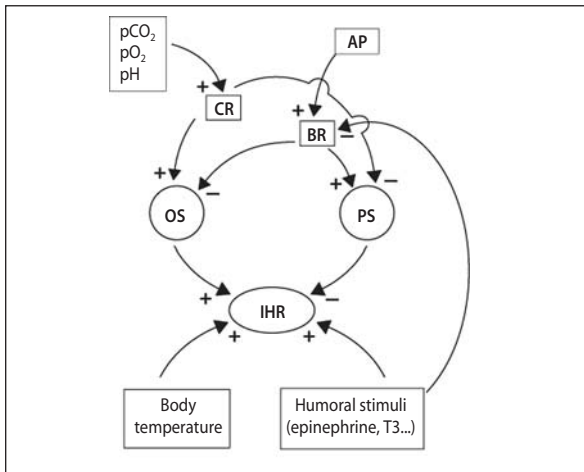 pCO₂
pO₂
pH
AP
+
+
CR
BR
−
+
−
+
−
OS
PS
+
−
IHR
+
+
Body
temperature
Humoral stimuli
(epinephrine, T3...)